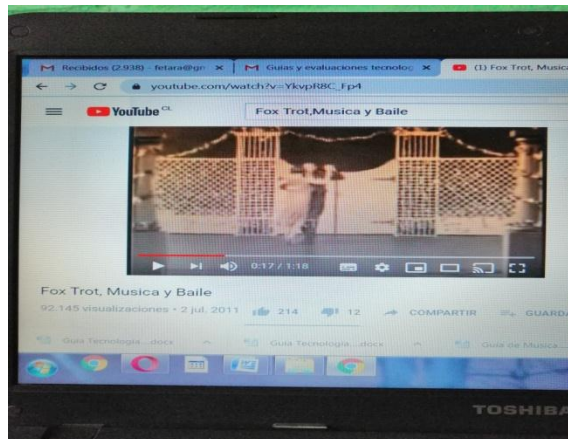 Recibidos (2.938) - fetara@gm
Guias y evaluaciones tecnolog
(1) Fox Trot, Musica
youtube.com/watch?v=YkvpR8C_Fp4
YouTube CL
Fox Trot,Musica y Baile
0:17 / 1:18
Fox Trot, Musica y Baile
92.145 visualizaciones • 2 jul. 2011
214
12
COMPARTIR
GUARDA
Guia Tecnologia....docx
Guia Tecnologia....docx
Guia de Musica
TOSHIBA